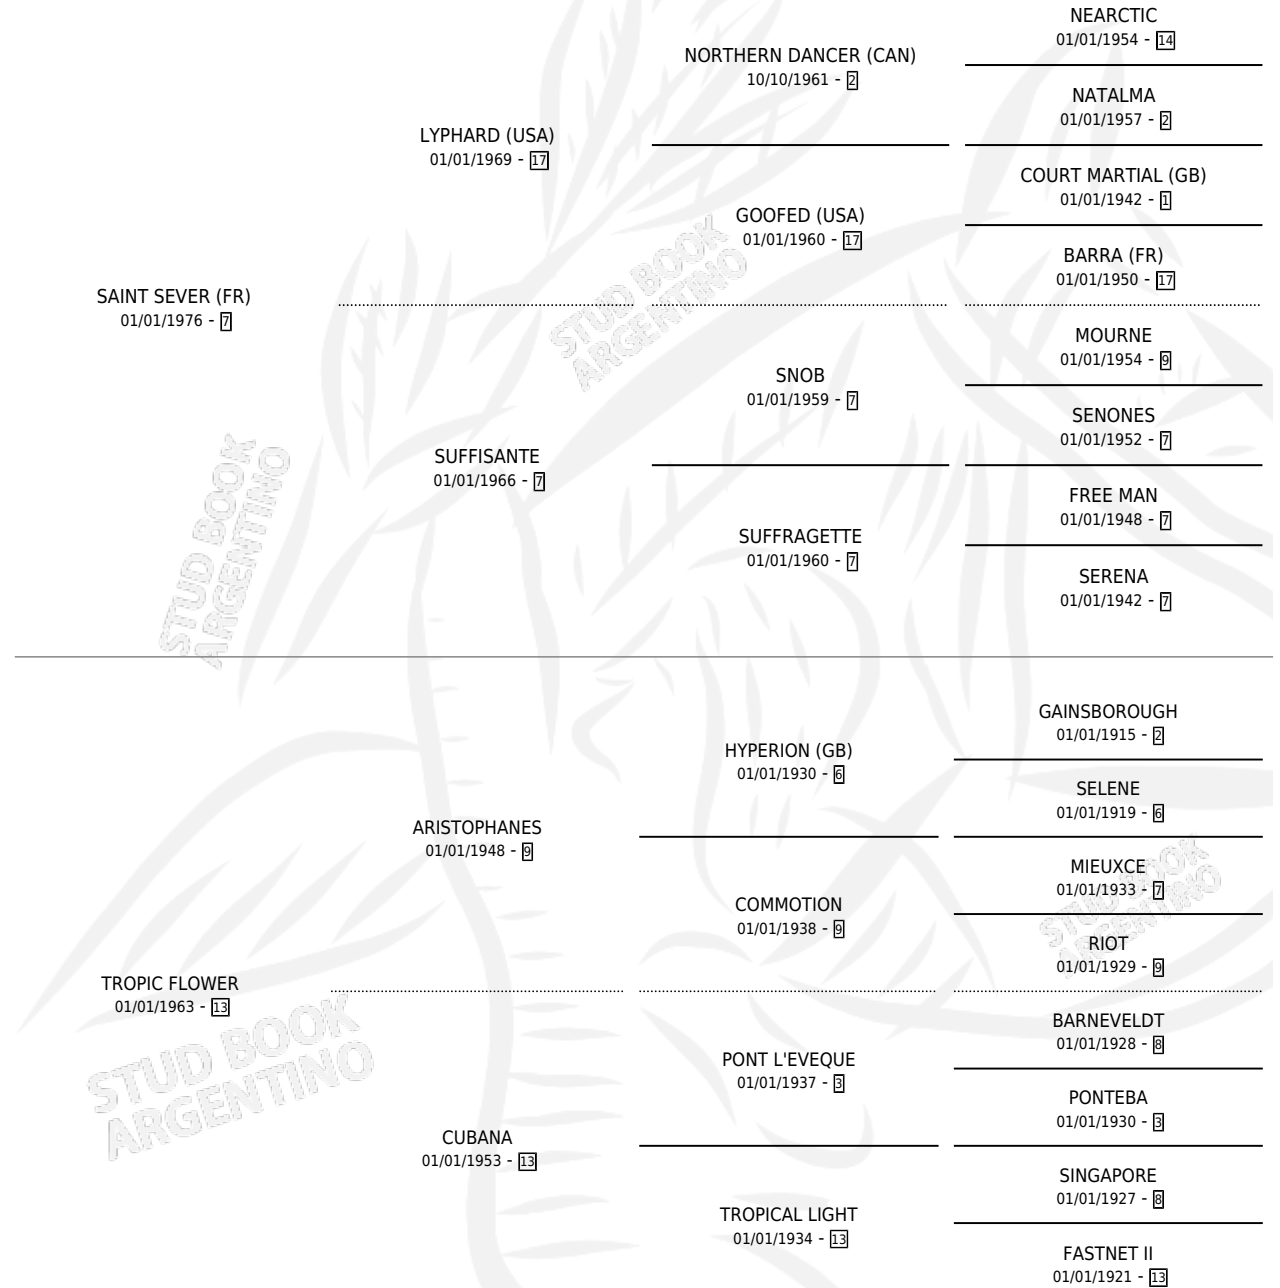 NEARCTIC
01/01/1954 - 14
NORTHERN DANCER (CAN)
10/10/1961 - 2
NATALMA
01/01/1957 - 2
LYPHARD (USA)
01/01/1969 - 17
COURT MARTIAL (GB)
01/01/1942 - 1
GOOFED (USA)
01/01/1960 - 17
BARRA (FR)
01/01/1950 - 17
SAINT SEVER (FR)
01/01/1976 - 7
MOURNE
01/01/1954 - 9
SNOB
01/01/1959 - 7
SENONES
01/01/1952 - 7
SUFFISANTE
01/01/1966 - 7
FREE MAN
01/01/1948 - 7
SUFFRAGETTE
01/01/1960 - 7
SERENA
01/01/1942 - 7
GAINSBOROUGH
01/01/1915 - 2
HYPERION (GB)
01/01/1930 - 6
SELENE
01/01/1919 - 6
ARISTOPHANES
01/01/1948 - 9
MIEUXCE
01/01/1933 - 7
COMMOTION
01/01/1938 - 9
RIOT
01/01/1929 - 9
TROPIC FLOWER
01/01/1963 - 13
BARNEVELDT
01/01/1928 - 8
PONT L'EVEQUE
01/01/1937 - 3
PONTEBA
01/01/1930 - 3
CUBANA
01/01/1953 - 13
SINGAPORE
01/01/1927 - 8
TROPICAL LIGHT
01/01/1934 - 13
FASTNET II
01/01/1921 - 13
STUD BOOK
ARGENTINO
STUD BOOK
ARGENTINO
STUD BOOK
ARGENTINO
STUD BOOK
ARGENTINO